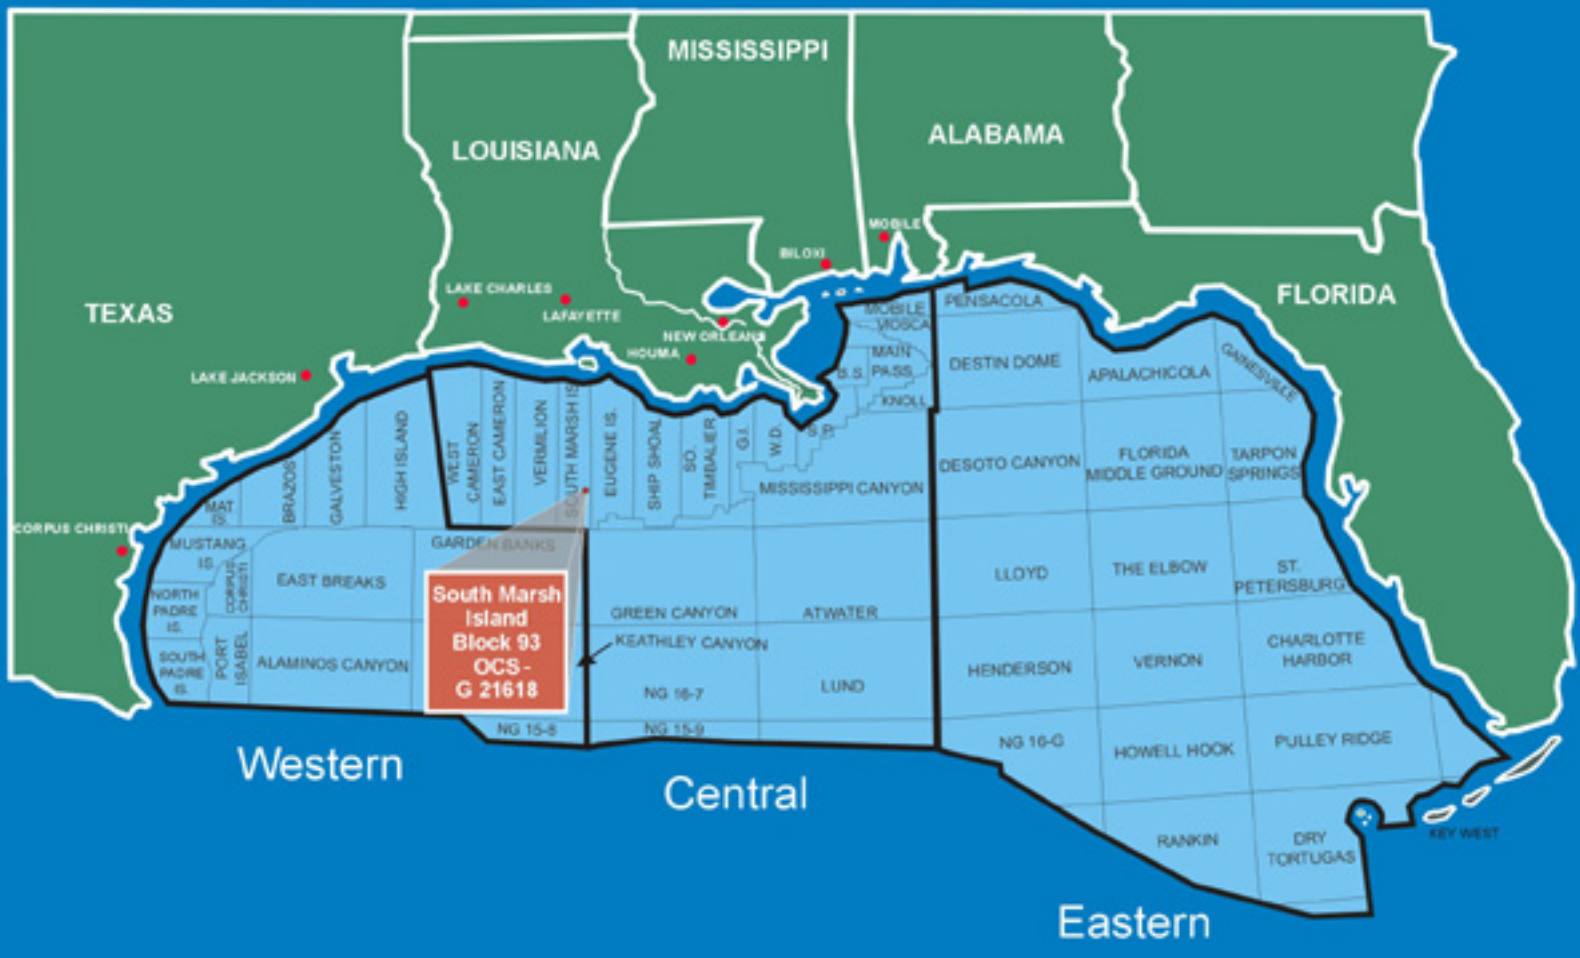 MISSISSIPPI
ALABAMA
LOUISIANA
TEXAS
FLORIDA
MOBILE
BILOXI
LAKE CHARLES
LAFAYETTE
NEW ORLEANS
HOUMA
LAKE JACKSON
CORPUS CHRISTI
PENSACOLA
MOBILE
VIOSCA
MAIN
PASS
B.S.
KNOLL
DESTIN DOME
APALACHICOLA
GAINESVILLE
WEST
CAMERON
EAST CAMERON
VERMILION
SOUTH MARSH IS.
EUGENE IS.
SHIP SHOAL
SO.
TIMBALIER
G.I.
W.D.
S.P.
HIGH ISLAND
GALVESTON
BRAZOS
MAT
IS.
MISSISSIPPI CANYON
DESOTO CANYON
FLORIDA
MIDDLE GROUND
TARPON
SPRINGS
MUSTANG
IS.
CORPUS
CHRISTI
EAST BREAKS
GARDEN BANKS
NORTH
PADRE
IS.
SOUTH
PADRE
IS.
PORT
ISABEL
ALAMINOS CANYON
South Marsh
Island
Block 93
OCS -
G 21618
GREEN CANYON
ATWATER
KEATHLEY CANYON
LLOYD
THE ELBOW
ST.
PETERSBURG
NG 16-7
LUND
HENDERSON
VERNON
CHARLOTTE
HARBOR
NG 15-8
NG 15-9
NG 16-G
HOWELL HOOK
PULLEY RIDGE
RANKIN
DRY
TORTUGAS
KEY WEST
Western
Central
Eastern